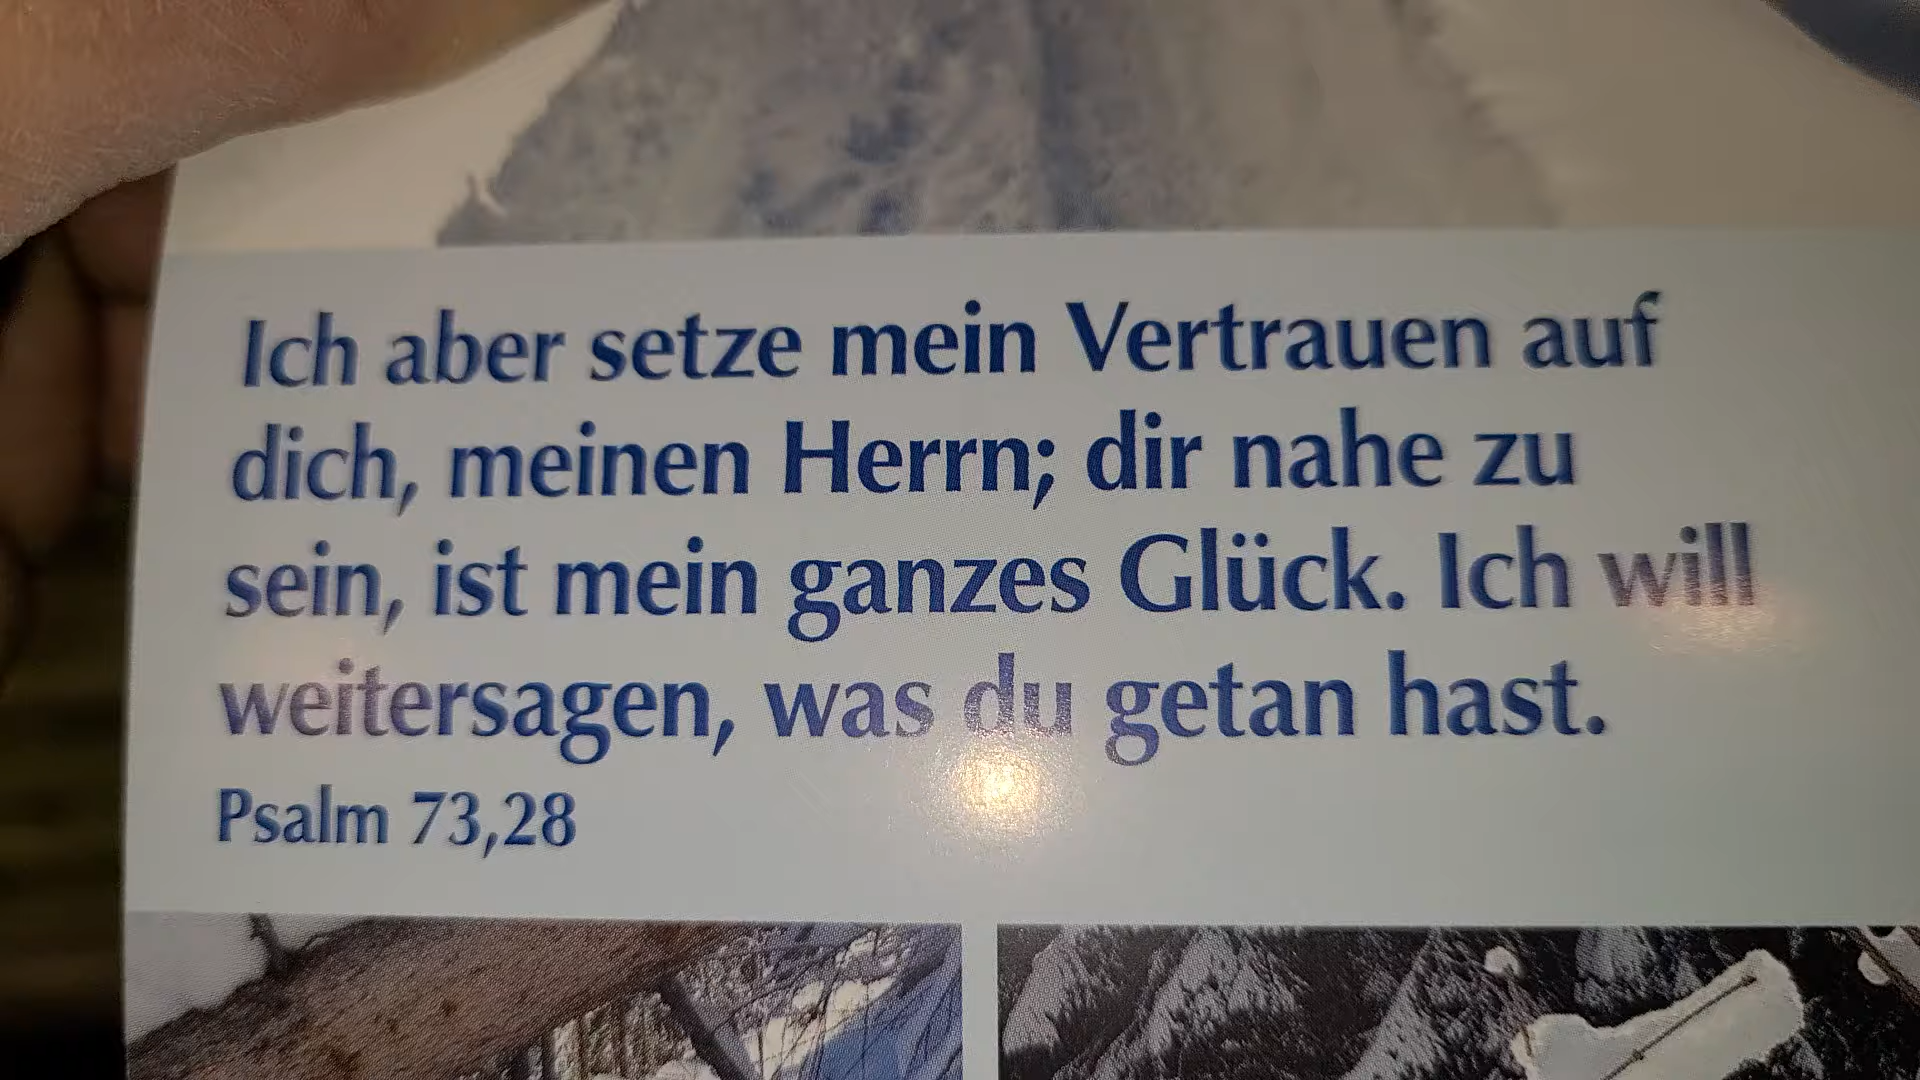 Ich aber setze mein Vertrauen auf
dich, meinen Herrn; dir nahe zu
sein, ist mein ganzes Glück. Ich will
weitersagen, was du getan hast.
Psalm 73,28